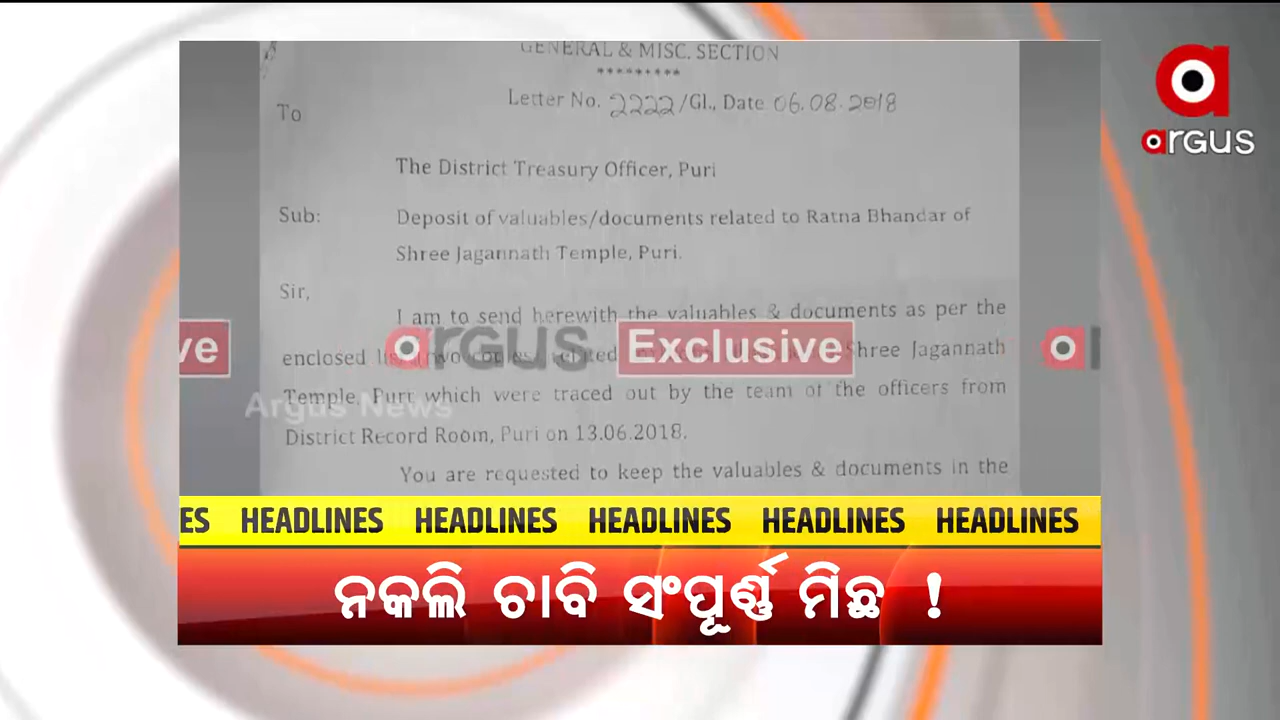 GENERAL & MISC. SECTION
*********
Letter No. 2222/Gl., Date 06.08.2018
To
The District Treasury Officer, Puri
Sub: Deposit of valuables/documents related to Ratna Bhandar of
Shree Jagannath Temple, Puri.
Sir,
I am to send herewith the valuables & documents as per the
enclosed related Shree Jagannath
Temple, Puri which were traced out by the team of the officers from
District Record Room, Puri on 13.06.2018.
You are requested to keep the valuables & documents in the
ve argus Exclusive
Argus News
ES HEADLINES HEADLINES HEADLINES HEADLINES HEADLINES
ନକଲି ଚାବି ସଂପୂର୍ଣ୍ଣ ମିଛ !
argus